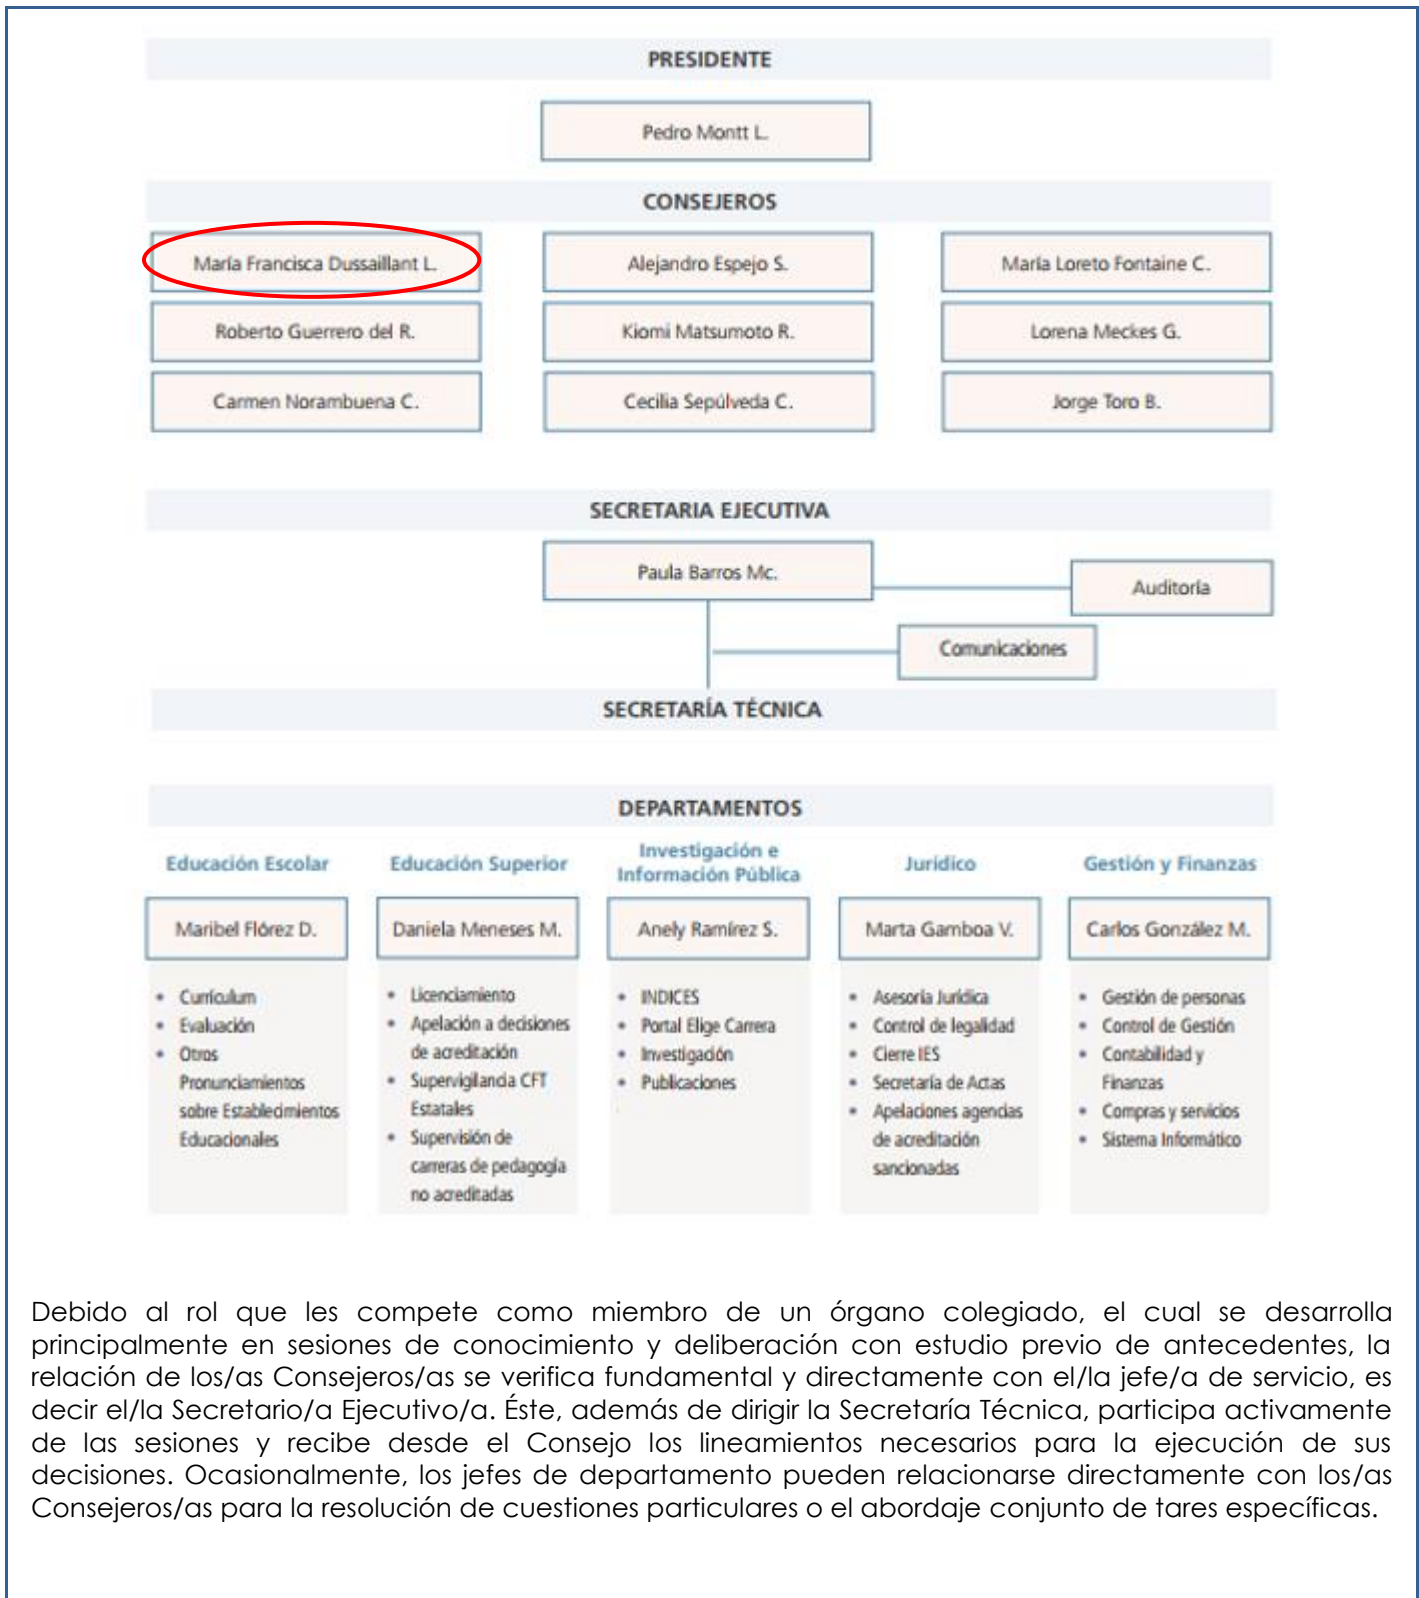 PRESIDENTE
Pedro Montt L.
CONSEJEROS
María Francisca Dussaillant L.
Alejandro Espejo S.
María Loreto Fontaine C.
Roberto Guerrero del R.
Kiomi Matsumoto R.
Lorena Meckes G.
Carmen Norambuena C.
Cecilia Sepúlveda C.
Jorge Toro B.
SECRETARIA EJECUTIVA
Paula Barros Mc.
Auditoría
Comunicaciones
SECRETARÍA TÉCNICA
DEPARTAMENTOS
Educación Escolar
Maribel Flórez D.
• Currículum
• Evaluación
• Otros
Pronunciamientos
sobre Establecimientos
Educacionales
Educación Superior
Daniela Meneses M.
• Licenciamiento
• Apelación a decisiones
de acreditación
• Supervigilancia CFT
Estatales
• Supervisión de
carreras de pedagogía
no acreditadas
Investigación e
Información Pública
Anely Ramírez S.
• INDICES
• Portal Elige Carrera
• Investigación
• Publicaciones
Jurídico
Marta Gamboa V.
• Asesoría Jurídica
• Control de legalidad
• Cierre IES
• Secretaría de Actas
• Apelaciones agencias
de acreditación
sancionadas
Gestión y Finanzas
Carlos González M.
• Gestión de personas
• Control de Gestión
• Contabilidad y
Finanzas
• Compras y servicios
• Sistema Informático
Debido al rol que les compete como miembro de un órgano colegiado, el cual se desarrolla
principalmente en sesiones de conocimiento y deliberación con estudio previo de antecedentes, la
relación de los/as Consejeros/as se verifica fundamental y directamente con el/la jefe/a de servicio, es
decir el/la Secretario/a Ejecutivo/a. Éste, además de dirigir la Secretaría Técnica, participa activamente
de las sesiones y recibe desde el Consejo los lineamientos necesarios para la ejecución de sus
decisiones. Ocasionalmente, los jefes de departamento pueden relacionarse directamente con los/as
Consejeros/as para la resolución de cuestiones particulares o el abordaje conjunto de tares específicas.